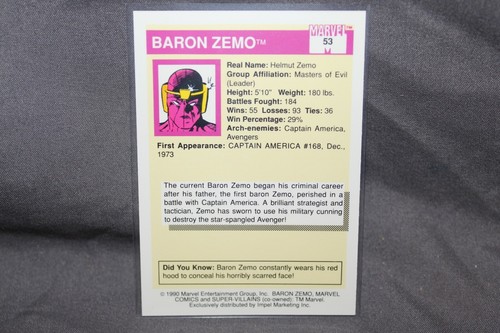 MARVEL
53
BARON ZEMO™
Real Name: Helmut Zemo
Group Affiliation: Masters of Evil
(Leader)
Height: 5'10" Weight: 180 lbs.
Battles Fought: 184
Wins: 55 Losses: 93 Ties: 36
Win Percentage: 29%
Arch-enemies: Captain America,
Avengers
First Appearance: CAPTAIN AMERICA #168, Dec.,
1973
The current Baron Zemo began his criminal career
after his father, the first baron Zemo, perished in a
battle with Captain America. A brilliant strategist and
tactician, Zemo has sworn to use his military cunning
to destroy the star-spangled Avenger!
Did You Know: Baron Zemo constantly wears his red
hood to conceal his horribly scarred face!
© 1990 Marvel Entertainment Group, Inc. BARON ZEMO, MARVEL
COMICS and SUPER-VILLAINS (co-owned): TM Marvel.
Exclusively distributed by Impel Marketing Inc.